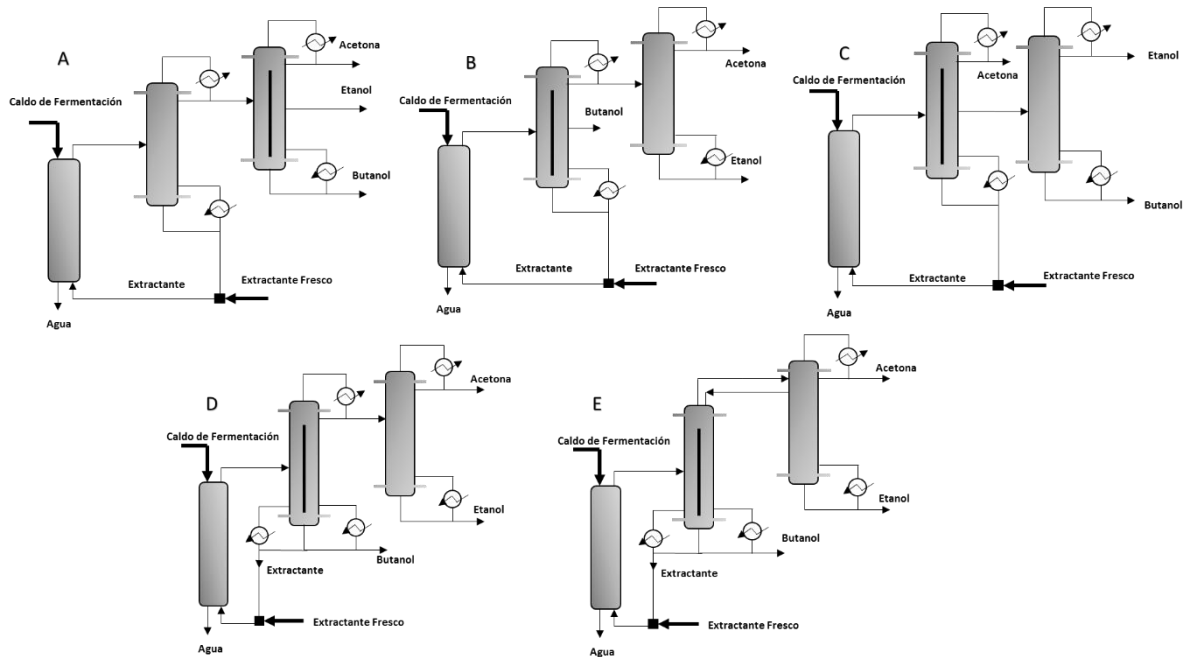 A
Caldo de Fermentación
Acetona
Etanol
Butanol
Extractante
Extractante Fresco
Agua
B
Caldo de Fermentación
Acetona
Butanol
Etanol
Extractante
Extractante Fresco
Agua
C
Caldo de Fermentación
Acetona
Etanol
Butanol
Extractante
Extractante Fresco
Agua
D
Caldo de Fermentación
Acetona
Etanol
Butanol
Extractante
Extractante Fresco
Agua
E
Caldo de Fermentación
Acetona
Etanol
Butanol
Extractante
Extractante Fresco
Agua